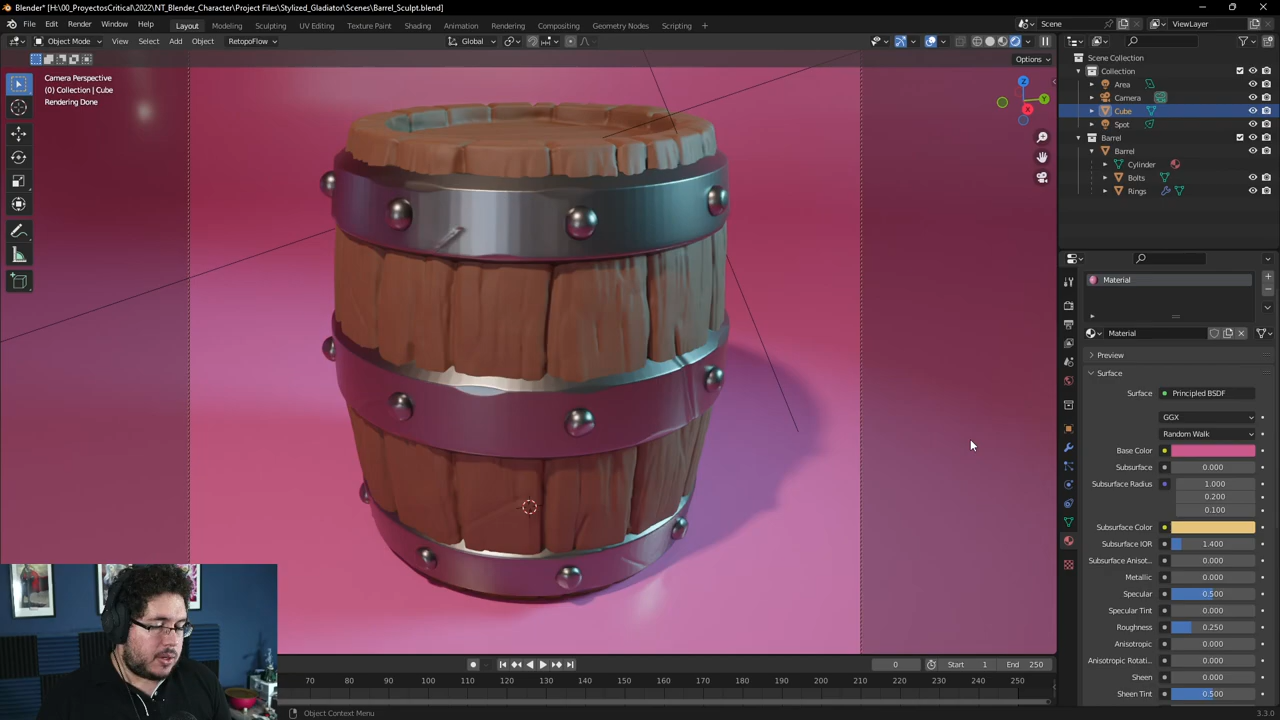 Blender* [H:\00_ProyectosCritical\2022\NT_Blender_Character\Project Files\Stylized_Gladiator\Scenes\Barrel_Sculpt.blend]
File Edit Render Window Help Layout Modeling Sculpting UV Editing Texture Paint Shading Animation Rendering Compositing Geometry Nodes Scripting + Scene ViewLayer
Object Mode View Select Add Object RetopoFlow Global
Options
Camera Perspective
(0) Collection | Cube
Rendering Done
Z
Y
X
Scene Collection
Collection
Area
Camera
Cube
Spot
Barrel
Barrel
Cylinder
Bolts
Rings
Material
Material
Preview
Surface
Surface Principled BSDF
GGX
Random Walk
Base Color
Subsurface 0.000
Subsurface Radius 1.000
0.200
0.100
Subsurface Color
Subsurface IOR 1.400
Subsurface Anisot... 0.000
Metallic 0.000
Specular 0.500
Specular Tint 0.000
Roughness 0.250
Anisotropic 0.000
Anisotropic Rotati... 0.000
Sheen 0.000
Sheen Tint 0.500
0 Start 1 End 250
70 80 90 100 110 120 130 140 150 160 170 180 190 200 210 220 230 240 250
Object Context Menu
3.3.0